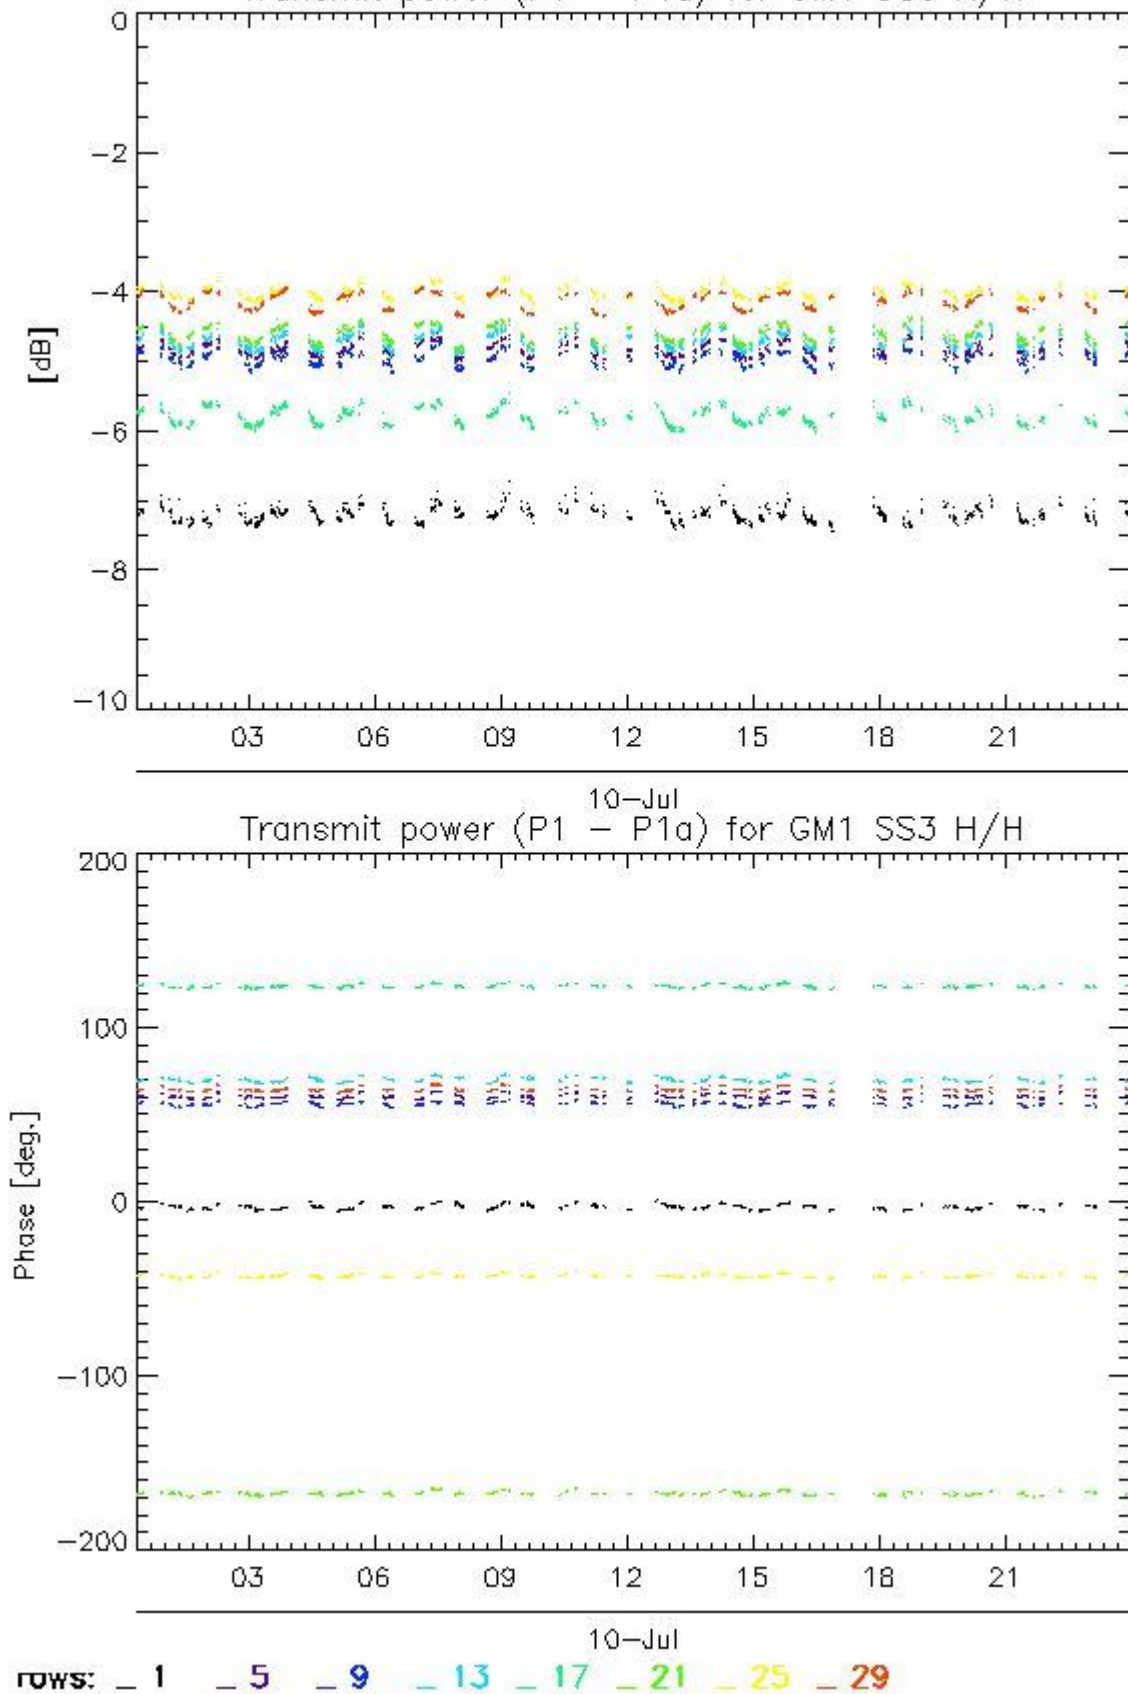 0
−2
−4
[dB]
−6
−8
−10
03 06 09 12 15 18 21
10−Jul
Transmit power (P1 − P1a) for GM1 SS3 H/H
200
100
Phase [deg.]
0
−100
−200
03 06 09 12 15 18 21
10−Jul
rows: _ 1 _ 5 _ 9 _ 13 _ 17 _ 21 _ 25 _ 29